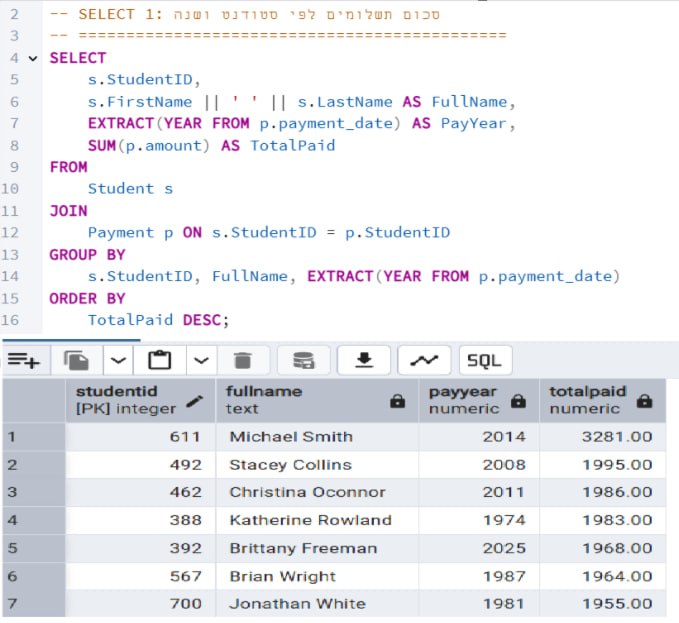 2 -- SELECT 1: סכום תשלומים לפי סטודנט ושנה
3 -- =============================================
4 SELECT
5 s.StudentID,
6 s.FirstName || ' ' || s.LastName AS FullName,
7 EXTRACT(YEAR FROM p.payment_date) AS PayYear,
8 SUM(p.amount) AS TotalPaid
9 FROM
10 Student s
11 JOIN
12 Payment p ON s.StudentID = p.StudentID
13 GROUP BY
14 s.StudentID, FullName, EXTRACT(YEAR FROM p.payment_date)
15 ORDER BY
16 TotalPaid DESC;
SQL
studentid fullname payyear totalpaid
[PK] integer text numeric numeric
1 611 Michael Smith 2014 3281.00
2 492 Stacey Collins 2008 1995.00
3 462 Christina Oconnor 2011 1986.00
4 388 Katherine Rowland 1974 1983.00
5 392 Brittany Freeman 2025 1968.00
6 567 Brian Wright 1987 1964.00
7 700 Jonathan White 1981 1955.00